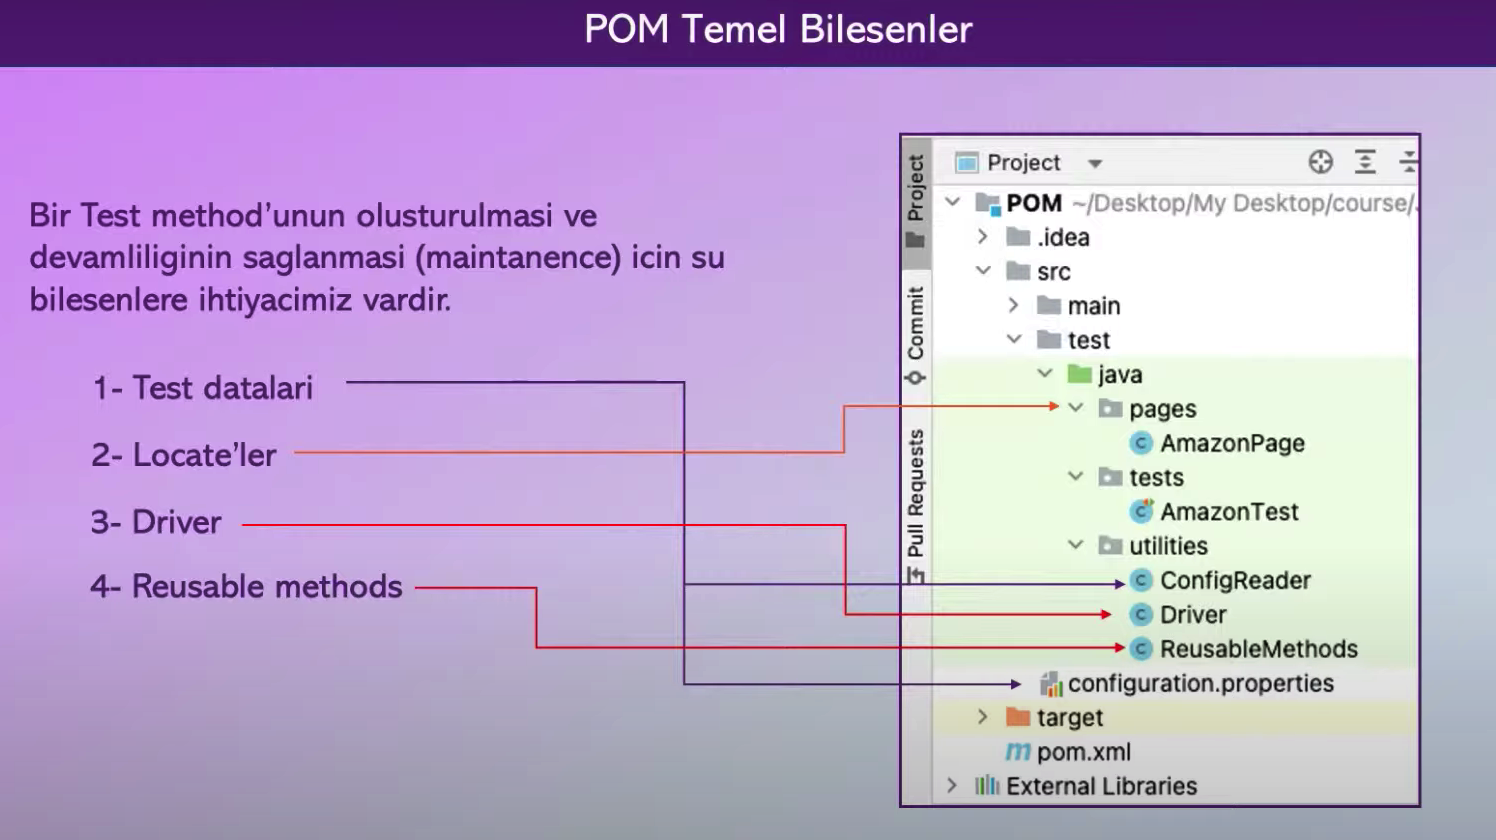 POM Temel Bilesenler
Bir Test method'unun olusturulmasi ve
devamliliginin saglanmasi (maintanence) icin su
bilesenlere ihtiyacimiz vardir.
1- Test datalari
2- Locate'ler
3- Driver
4- Reusable methods
Project
Commit
Pull Requests
Project
POM ~/Desktop/My Desktop/course/.
.idea
src
main
test
java
pages
AmazonPage
tests
AmazonTest
utilities
ConfigReader
Driver
ReusableMethods
configuration.properties
target
pom.xml
External Libraries